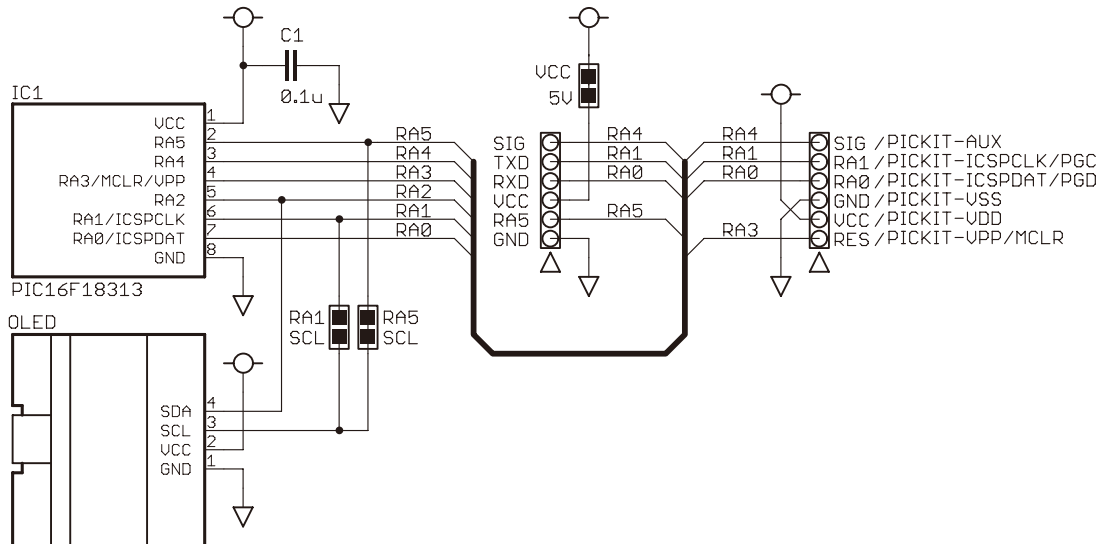 C1
0.1u
IC1
VCC
RA5
RA4
RA3/MCLR/VPP
RA2
RA1/ICSPCLK
RA0/ICSPDAT
GND
1
2
3
4
5
6
7
8
PIC16F18313
RA5
RA4
RA3
RA2
RA1
RA0
RA1
SCL
RA5
SCL
OLED
SDA
SCL
VCC
GND
4
3
2
1
VCC
5V
SIG
TXD
RXD
VCC
RA5
GND
RA4
RA1
RA0
RA5
RA4
RA1
RA0
RA3
SIG /PICKIT-AUX
RA1/PICKIT-ICSPCLK/PGC
RA0/PICKIT-ICSPDAT/PGD
GND/PICKIT-VSS
VCC/PICKIT-VDD
RES/PICKIT-VPP/MCLR